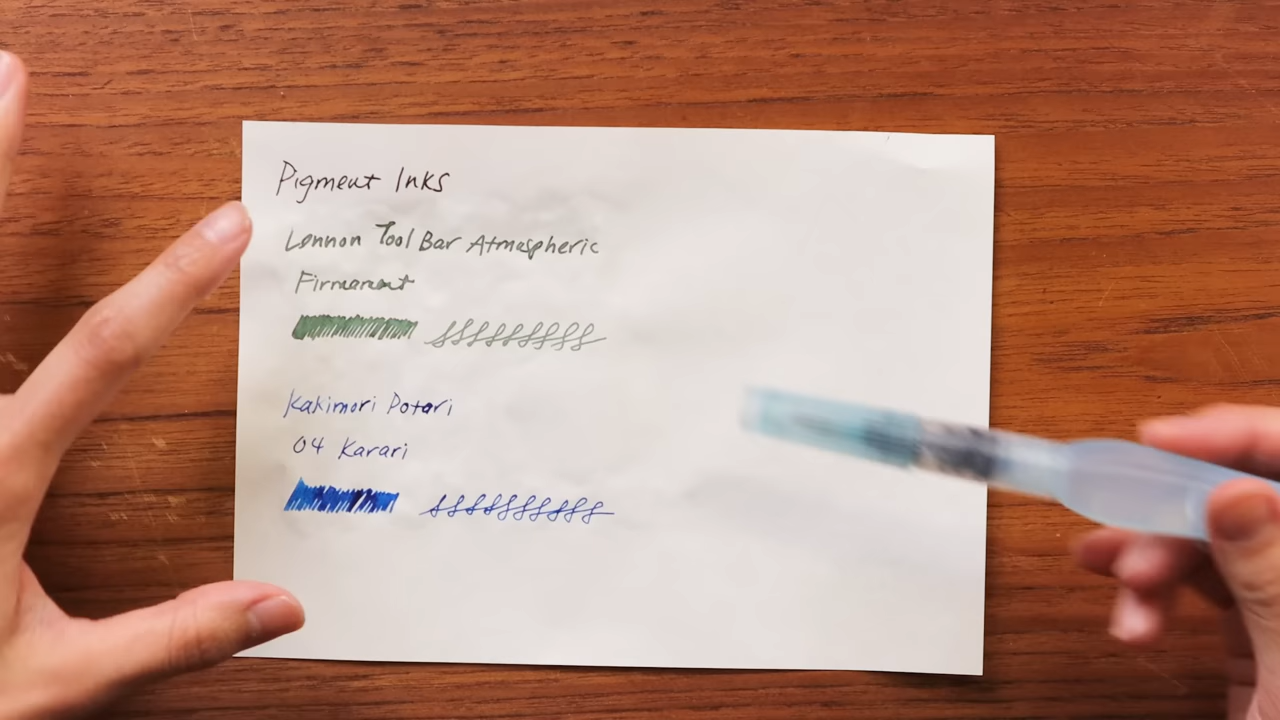 Pigment Inks
Lennon Tool Bar Atmospheric
Firmament
Kakimori Potari
04 Karari